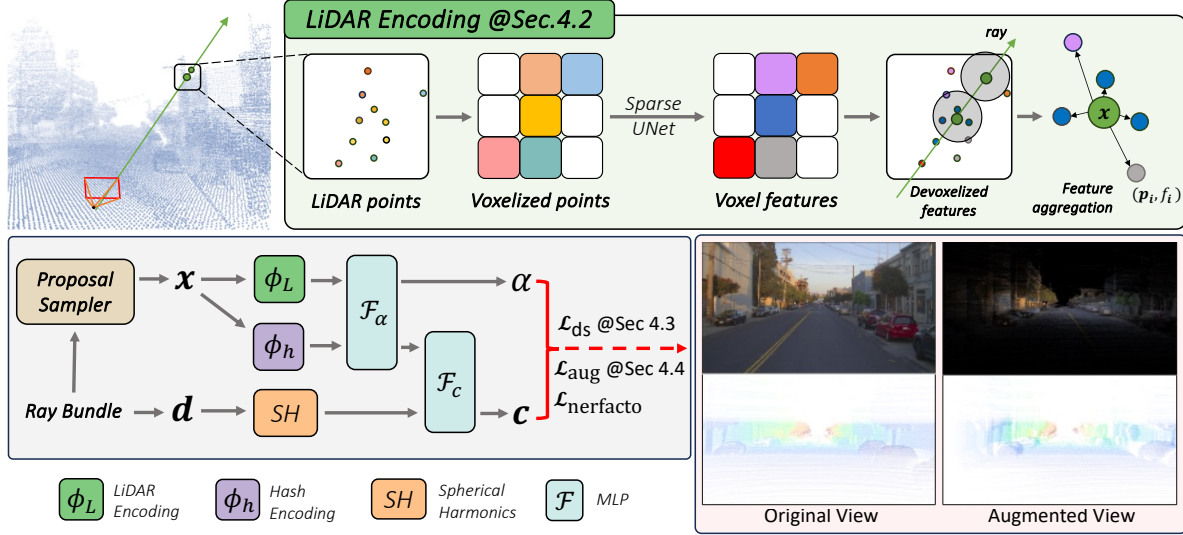 LiDAR Encoding @Sec.4.2
LiDAR points
Voxelized points
Sparse
UNet
Voxel features
ray
Devoxelized
features
x
Feature
aggregation
(p_i, f_i)
Proposal
Sampler
Ray Bundle
x
d
ϕ_L
ϕ_h
SH
ℱ_α
ℱ_c
α
c
ℒ_ds @Sec 4.3
ℒ_aug @Sec 4.4
ℒ_nerfacto
ϕ_L
LiDAR
Encoding
ϕ_h
Hash
Encoding
SH
Spherical
Harmonics
ℱ
MLP
Original View
Augmented View